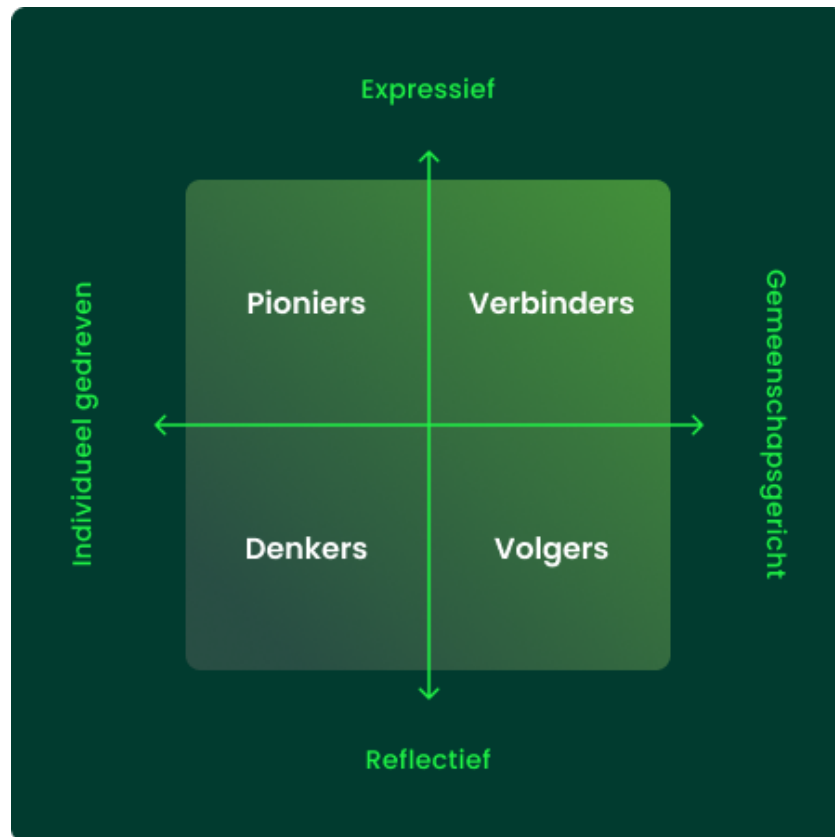 Expressief
Individueel gedreven
Pioniers
Verbinders
Gemeenschapsgericht
Denkers
Volgers
Reflectief